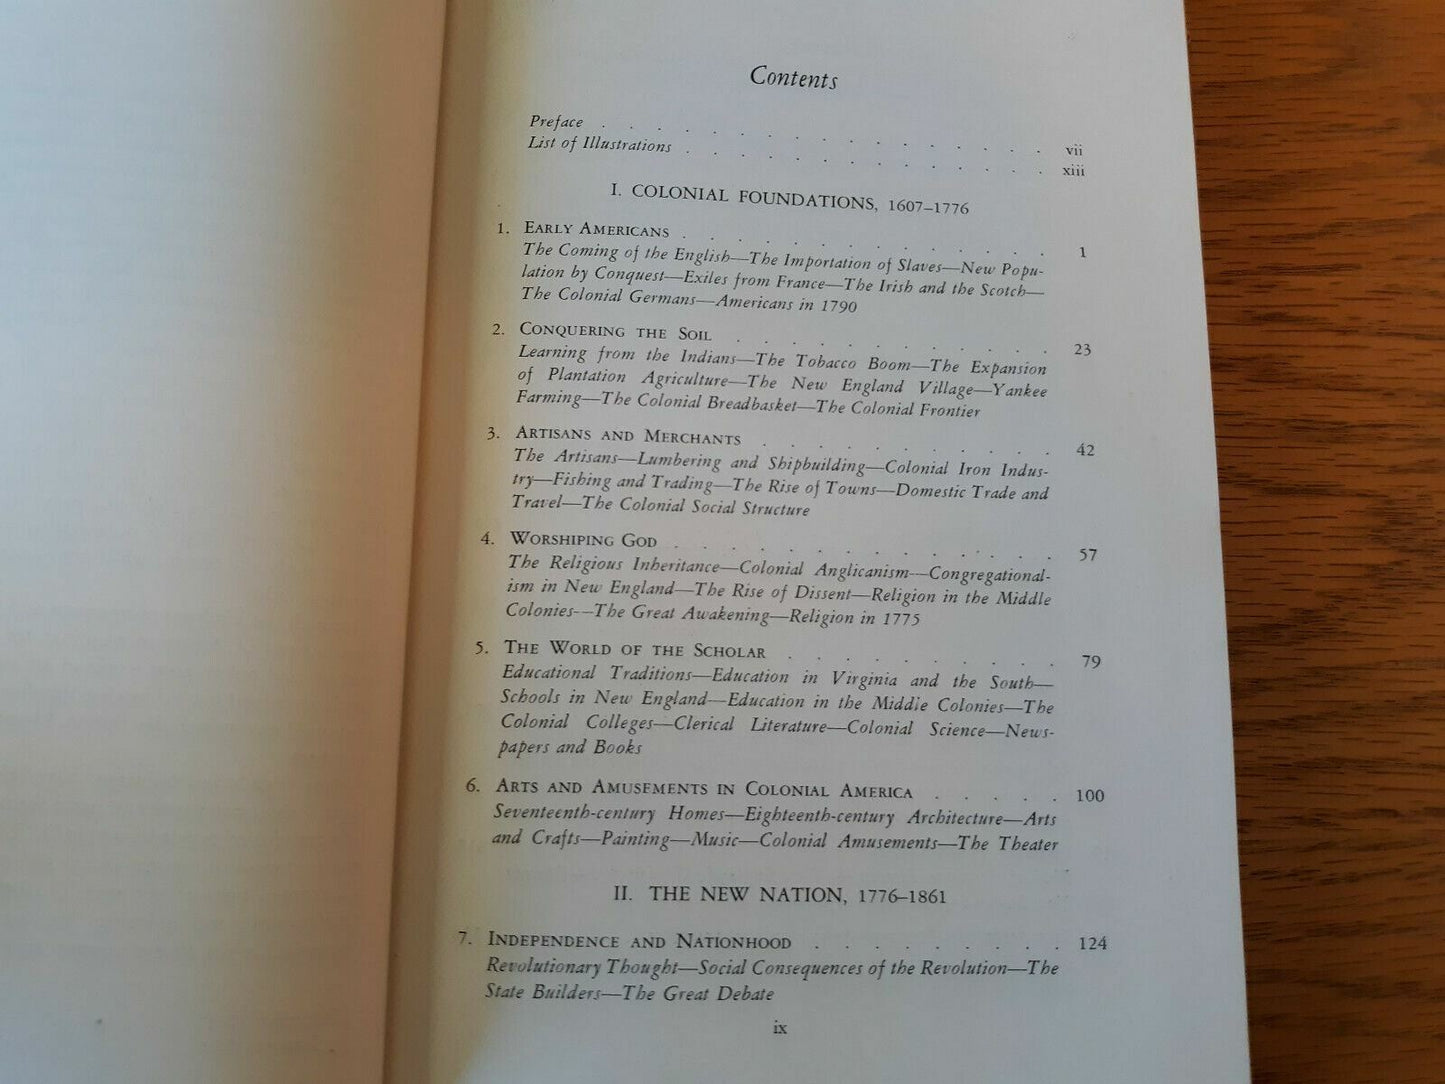 Contents
Preface . . . . . . . . . . . . . . . . . vii
List of Illustrations . . . . . . . . . . . . . . xiii
I. COLONIAL FOUNDATIONS, 1607–1776
1. EARLY AMERICANS . . . . . . . . . . . . . . 1
The Coming of the English—The Importation of Slaves—New Popu-
lation by Conquest—Exiles from France—The Irish and the Scotch—
The Colonial Germans—Americans in 1790
2. CONQUERING THE SOIL . . . . . . . . . . . . 23
Learning from the Indians—The Tobacco Boom—The Expansion
of Plantation Agriculture—The New England Village—Yankee
Farming—The Colonial Breadbasket—The Colonial Frontier
3. ARTISANS AND MERCHANTS . . . . . . . . . . . 42
The Artisans—Lumbering and Shipbuilding—Colonial Iron Indus-
try—Fishing and Trading—The Rise of Towns—Domestic Trade and
Travel—The Colonial Social Structure
4. WORSHIPING GOD . . . . . . . . . . . . . . 57
The Religious Inheritance—Colonial Anglicanism—Congregational-
ism in New England—The Rise of Dissent—Religion in the Middle
Colonies—The Great Awakening—Religion in 1775
5. THE WORLD OF THE SCHOLAR . . . . . . . . . . 79
Educational Traditions—Education in Virginia and the South—
Schools in New England—Education in the Middle Colonies—The
Colonial Colleges—Clerical Literature—Colonial Science—News-
papers and Books
6. ARTS AND AMUSEMENTS IN COLONIAL AMERICA . . . . . 100
Seventeenth-century Homes—Eighteenth-century Architecture—Arts
and Crafts—Painting—Music—Colonial Amusements—The Theater
II. THE NEW NATION, 1776–1861
7. INDEPENDENCE AND NATIONHOOD . . . . . . . . . 124
Revolutionary Thought—Social Consequences of the Revolution—The
State Builders—The Great Debate
ix